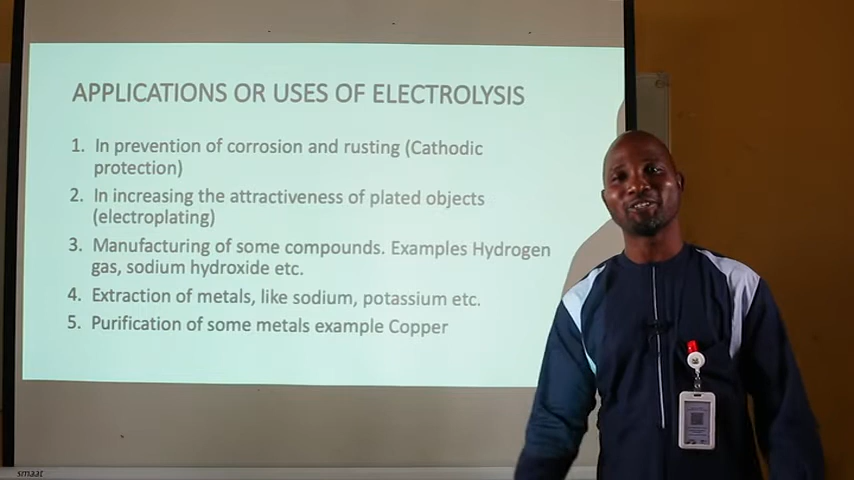 APPLICATIONS OR USES OF ELECTROLYSIS
1. In prevention of corrosion and rusting (Cathodic
protection)
2. In increasing the attractiveness of plated objects
(electroplating)
3. Manufacturing of some compounds. Examples Hydrogen
gas, sodium hydroxide etc.
4. Extraction of metals, like sodium, potassium etc.
5. Purification of some metals example Copper
smaat